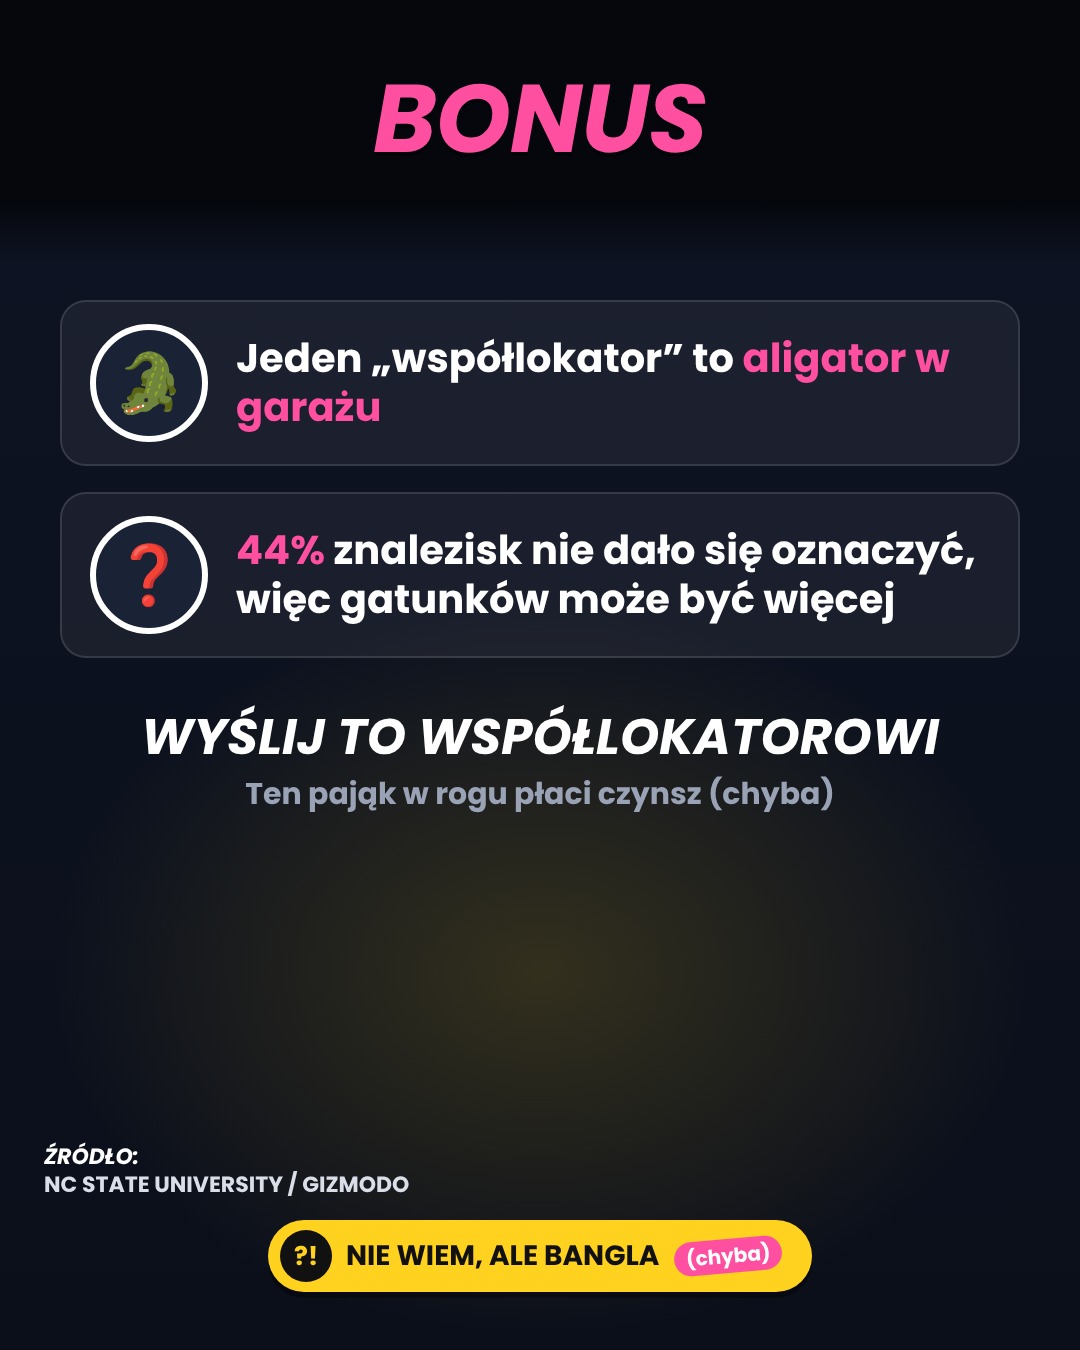 BONUS
Jeden „współlokator” to aligator w
garażu
44% znalezisk nie dało się oznaczyć,
więc gatunków może być więcej
WYŚLIJ TO WSPÓŁLOKATOROWI
Ten pająk w rogu płaci czynsz (chyba)
ŹRÓDŁO:
NC STATE UNIVERSITY / GIZMODO
?! NIE WIEM, ALE BANGLA (chyba)